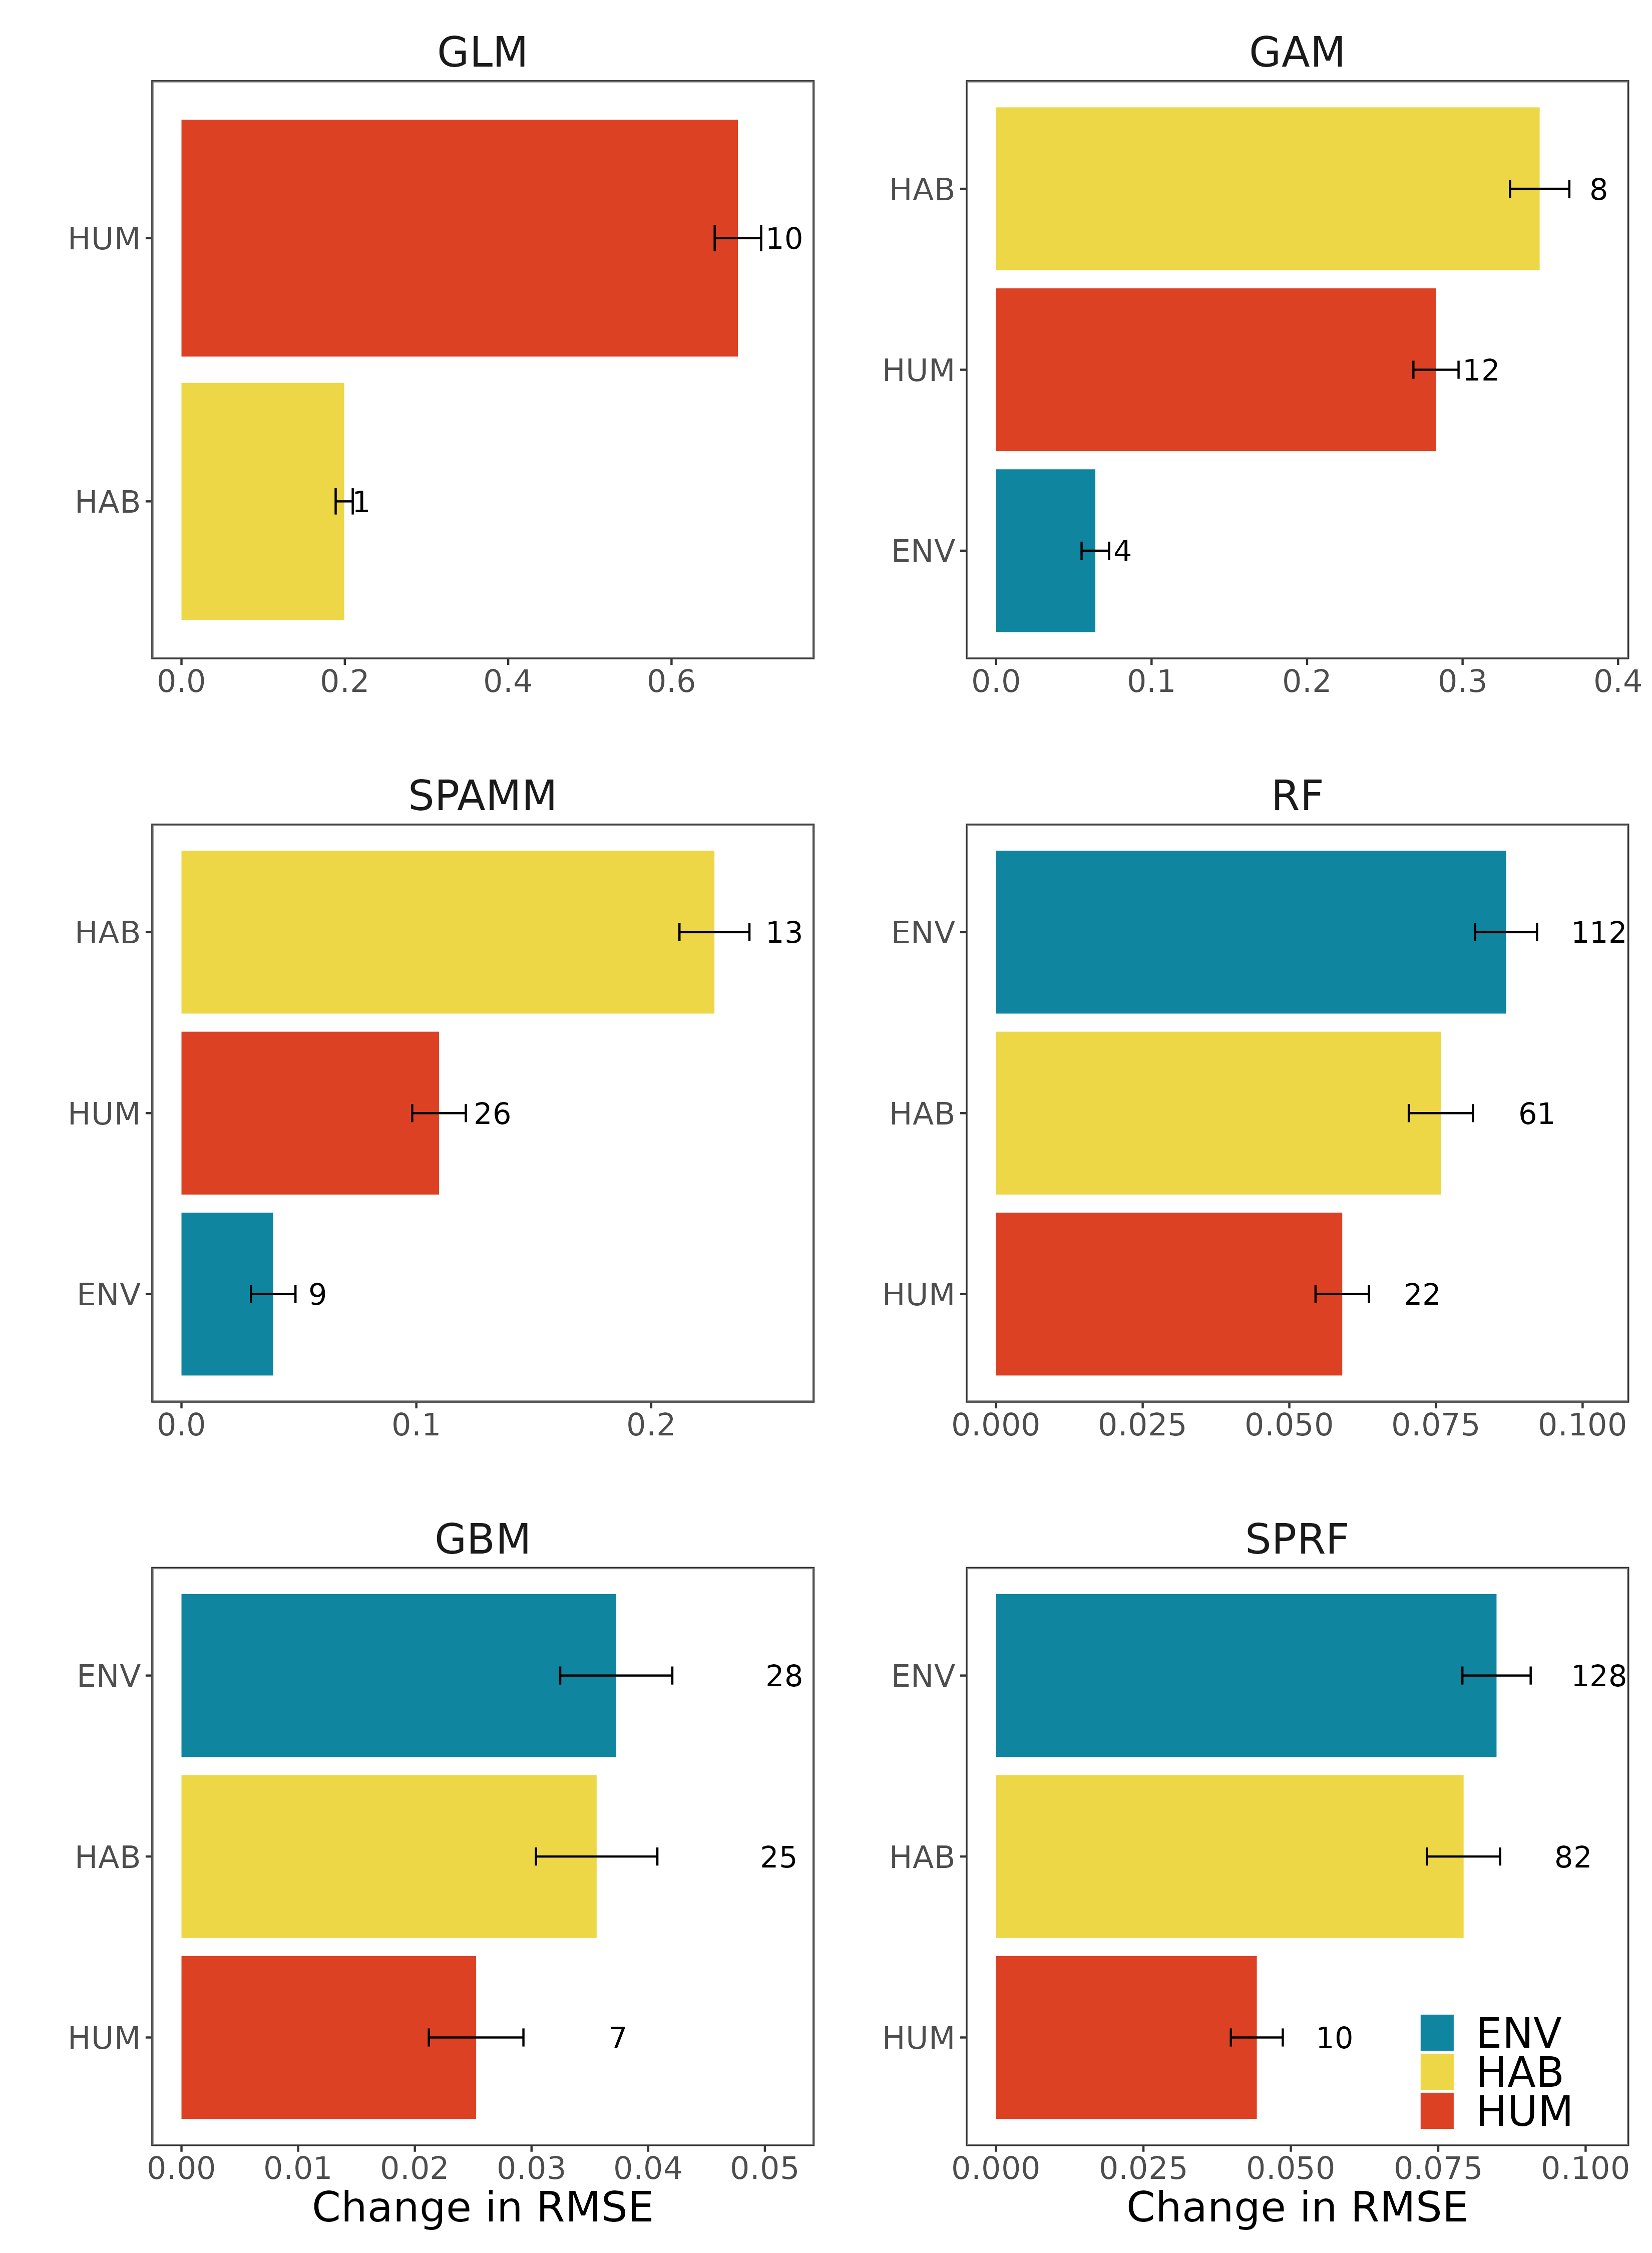 GLM
HUM
10
HAB
1
0.0 0.2 0.4 0.6
GAM
HAB
8
HUM
12
ENV
4
0.0 0.1 0.2 0.3 0.4
SPAMM
HAB
13
HUM
26
ENV
9
0.0 0.1 0.2
RF
ENV
112
HAB
61
HUM
22
0.000 0.025 0.050 0.075 0.100
GBM
ENV
28
HAB
25
HUM
7
0.00 0.01 0.02 0.03 0.04 0.05
Change in RMSE
SPRF
ENV
128
HAB
82
HUM
10
ENV
HAB
HUM
0.000 0.025 0.050 0.075 0.100
Change in RMSE